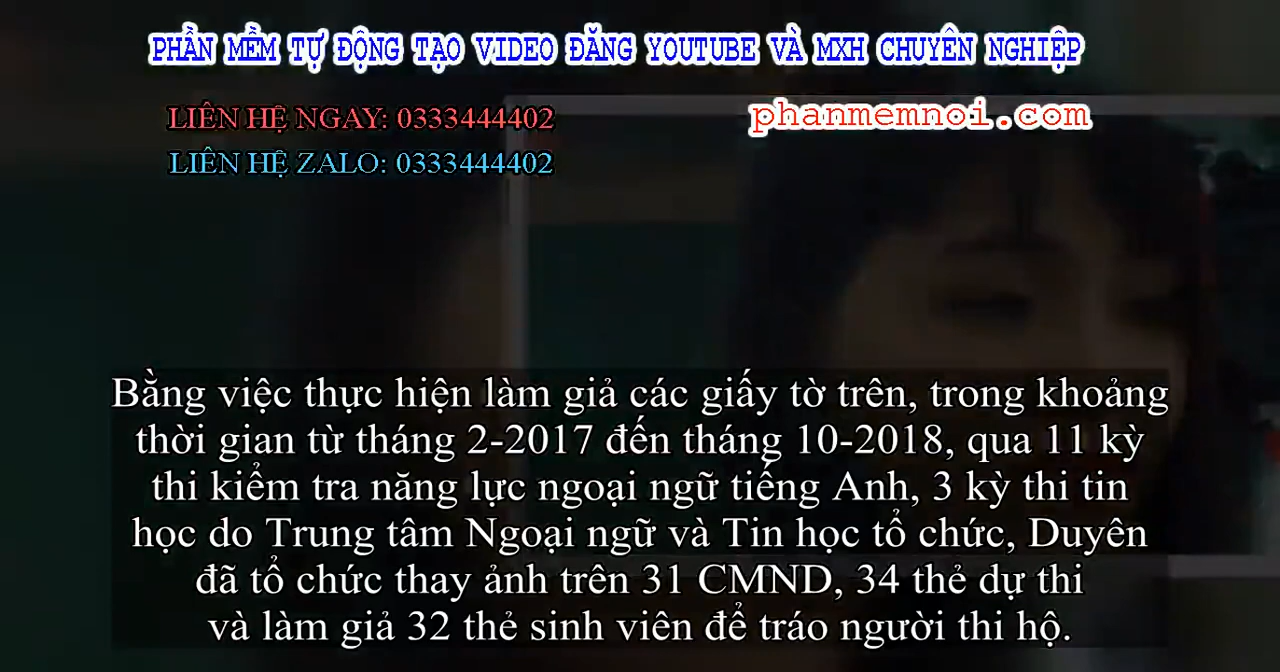 PHẦN MỀM TỰ ĐỘNG TẠO VIDEO ĐĂNG YOUTUBE VÀ MXH CHUYÊN NGHIỆP
LIÊN HỆ NGAY: 0333444402
phanmemnoi.com
LIÊN HỆ ZALO: 0333444402
Bằng việc thực hiện làm giả các giấy tờ trên, trong khoảng
thời gian từ tháng 2-2017 đến tháng 10-2018, qua 11 kỳ
thi kiểm tra năng lực ngoại ngữ tiếng Anh, 3 kỳ thi tin
học do Trung tâm Ngoại ngữ và Tin học tổ chức, Duyên
đã tổ chức thay ảnh trên 31 CMND, 34 thẻ dự thi
và làm giả 32 thẻ sinh viên để tráo người thi hộ.